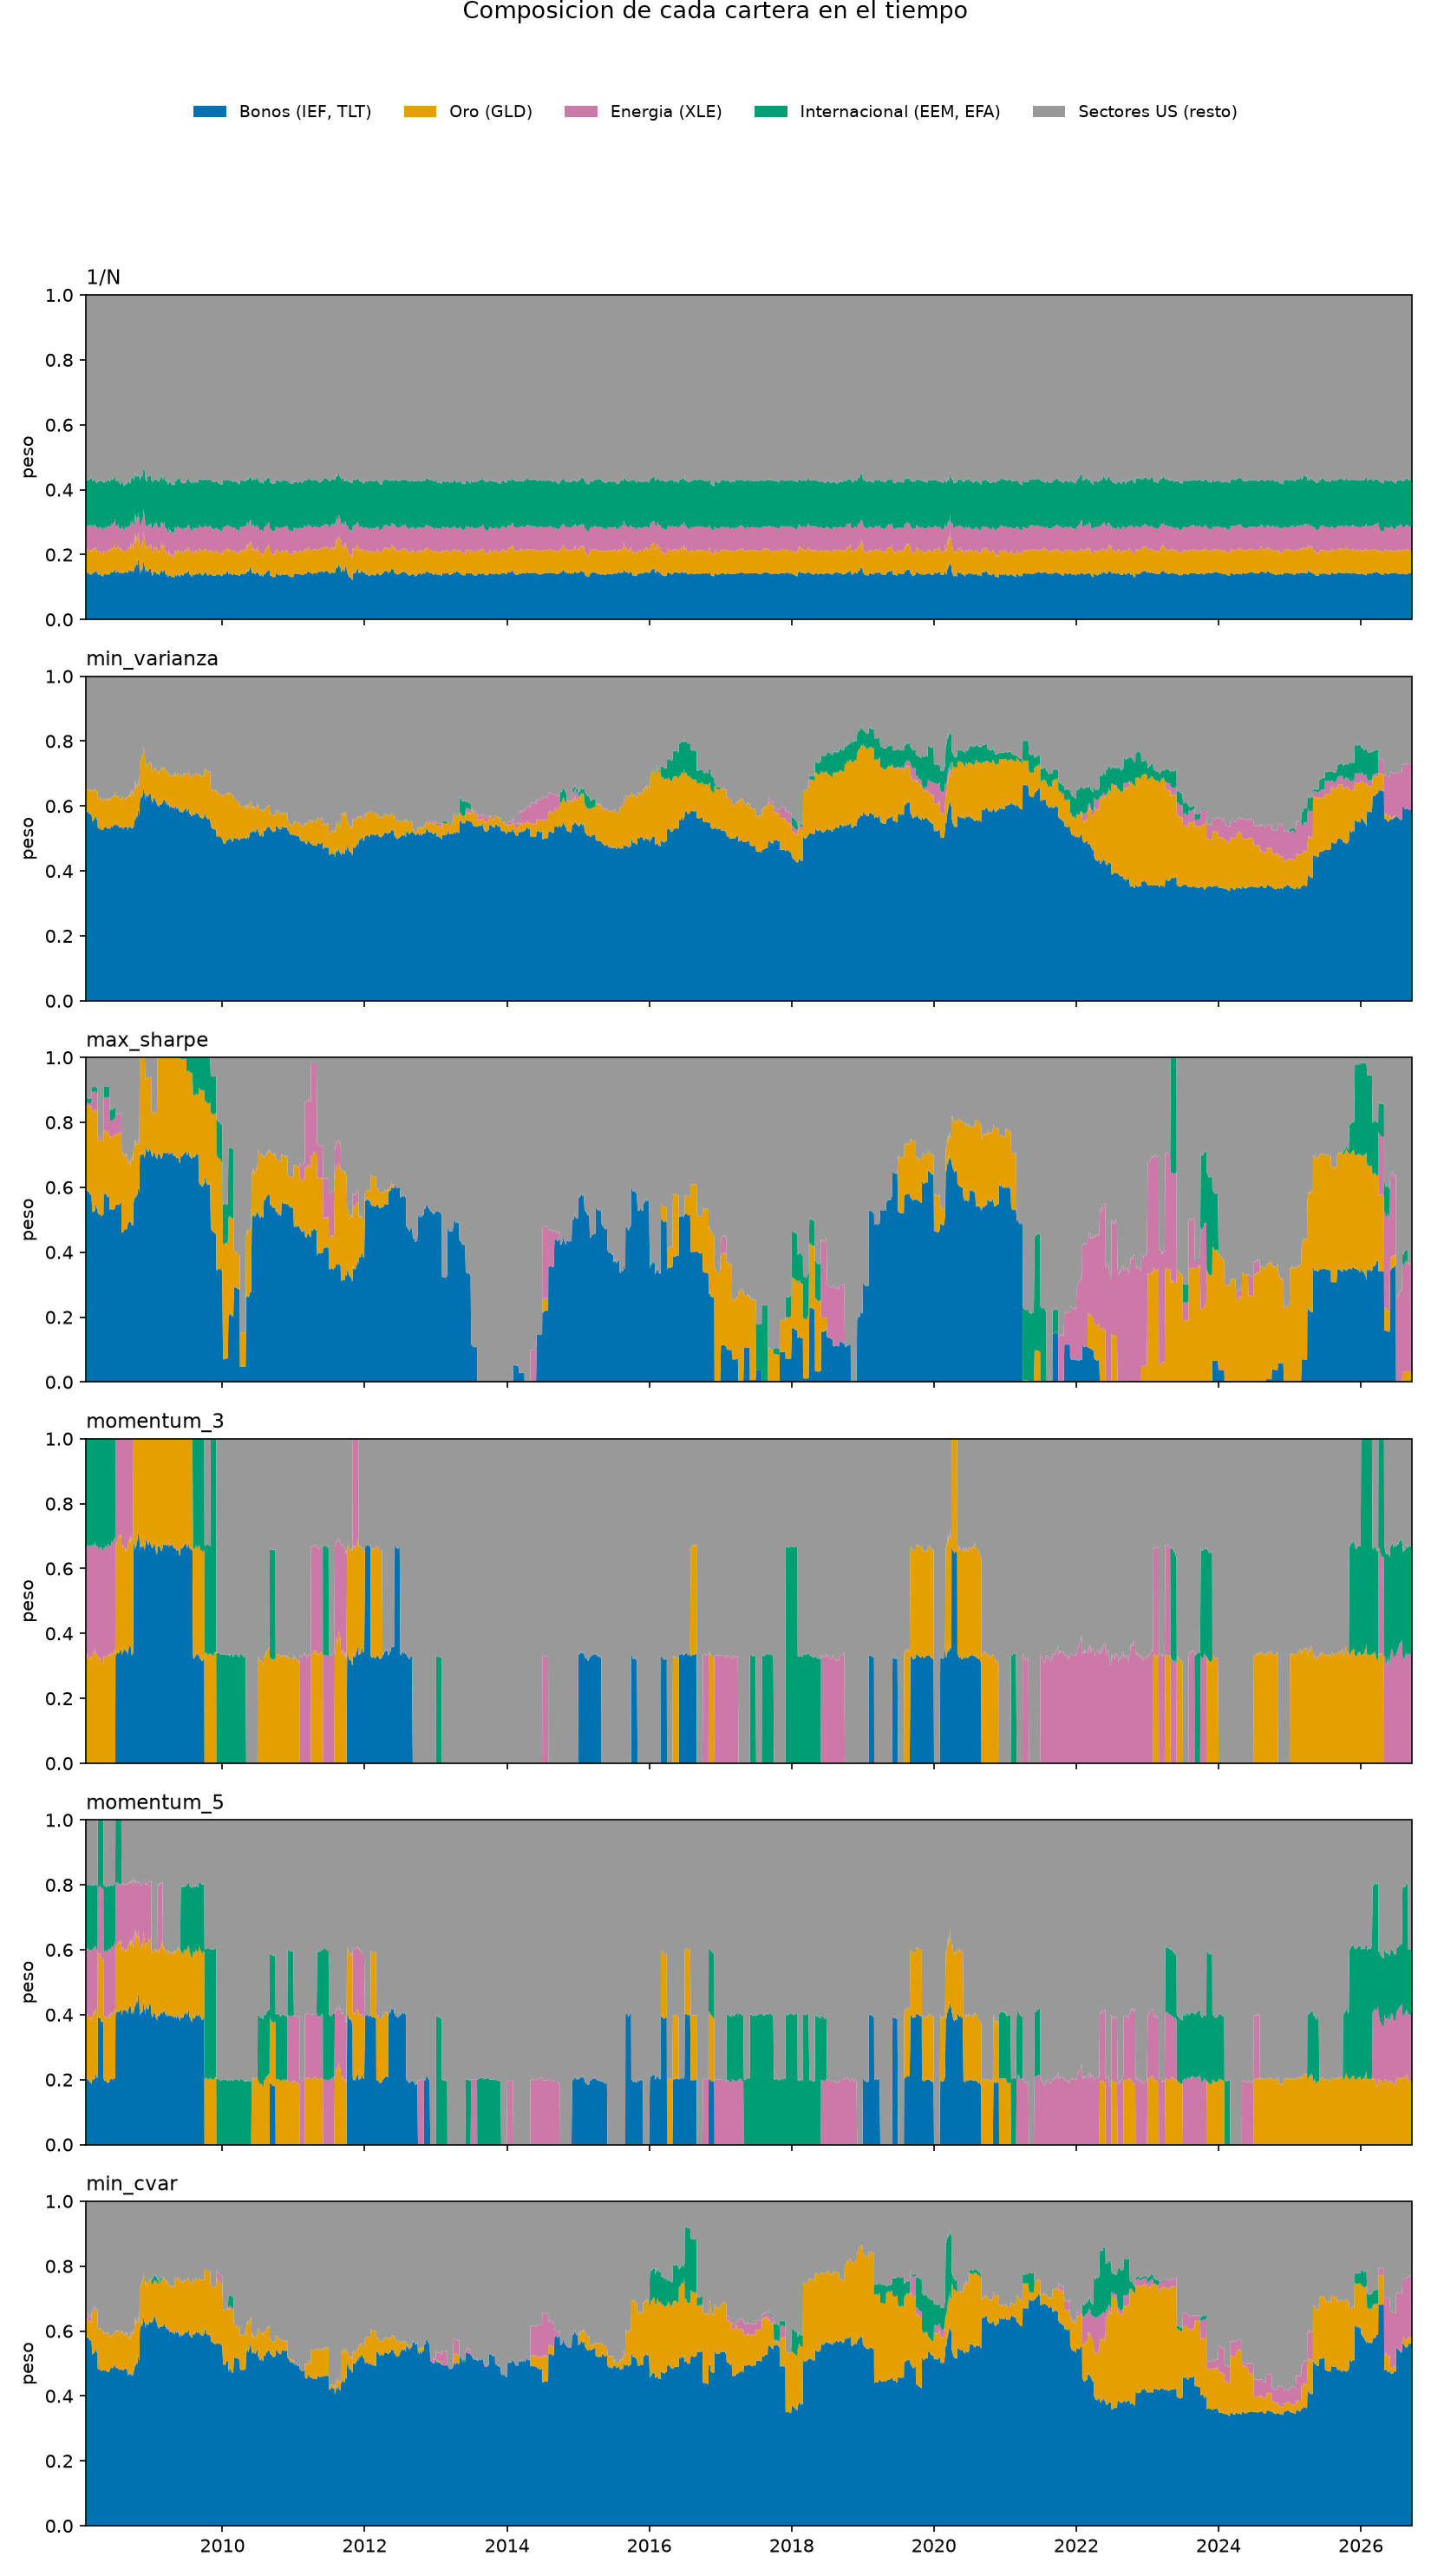 Composicion de cada cartera en el tiempo
Bonos (IEF, TLT) Oro (GLD) Energia (XLE) Internacional (EEM, EFA) Sectores US (resto)
1/N
1.0
0.8
0.6
peso
0.4
0.2
0.0
min_varianza
1.0
0.8
0.6
peso
0.4
0.2
0.0
max_sharpe
1.0
0.8
0.6
peso
0.4
0.2
0.0
momentum_3
1.0
0.8
0.6
peso
0.4
0.2
0.0
momentum_5
1.0
0.8
0.6
peso
0.4
0.2
0.0
min_cvar
1.0
0.8
0.6
peso
0.4
0.2
0.0
2010 2012 2014 2016 2018 2020 2022 2024 2026